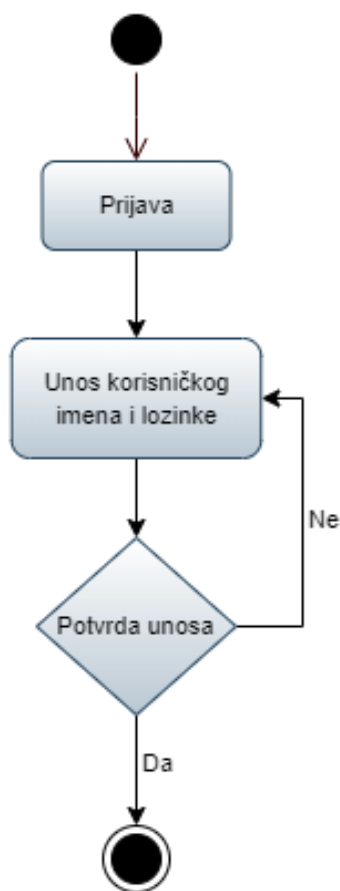 Prijava
Unos korisničkog
imena i lozinke
Ne
Potvrda unosa
Da